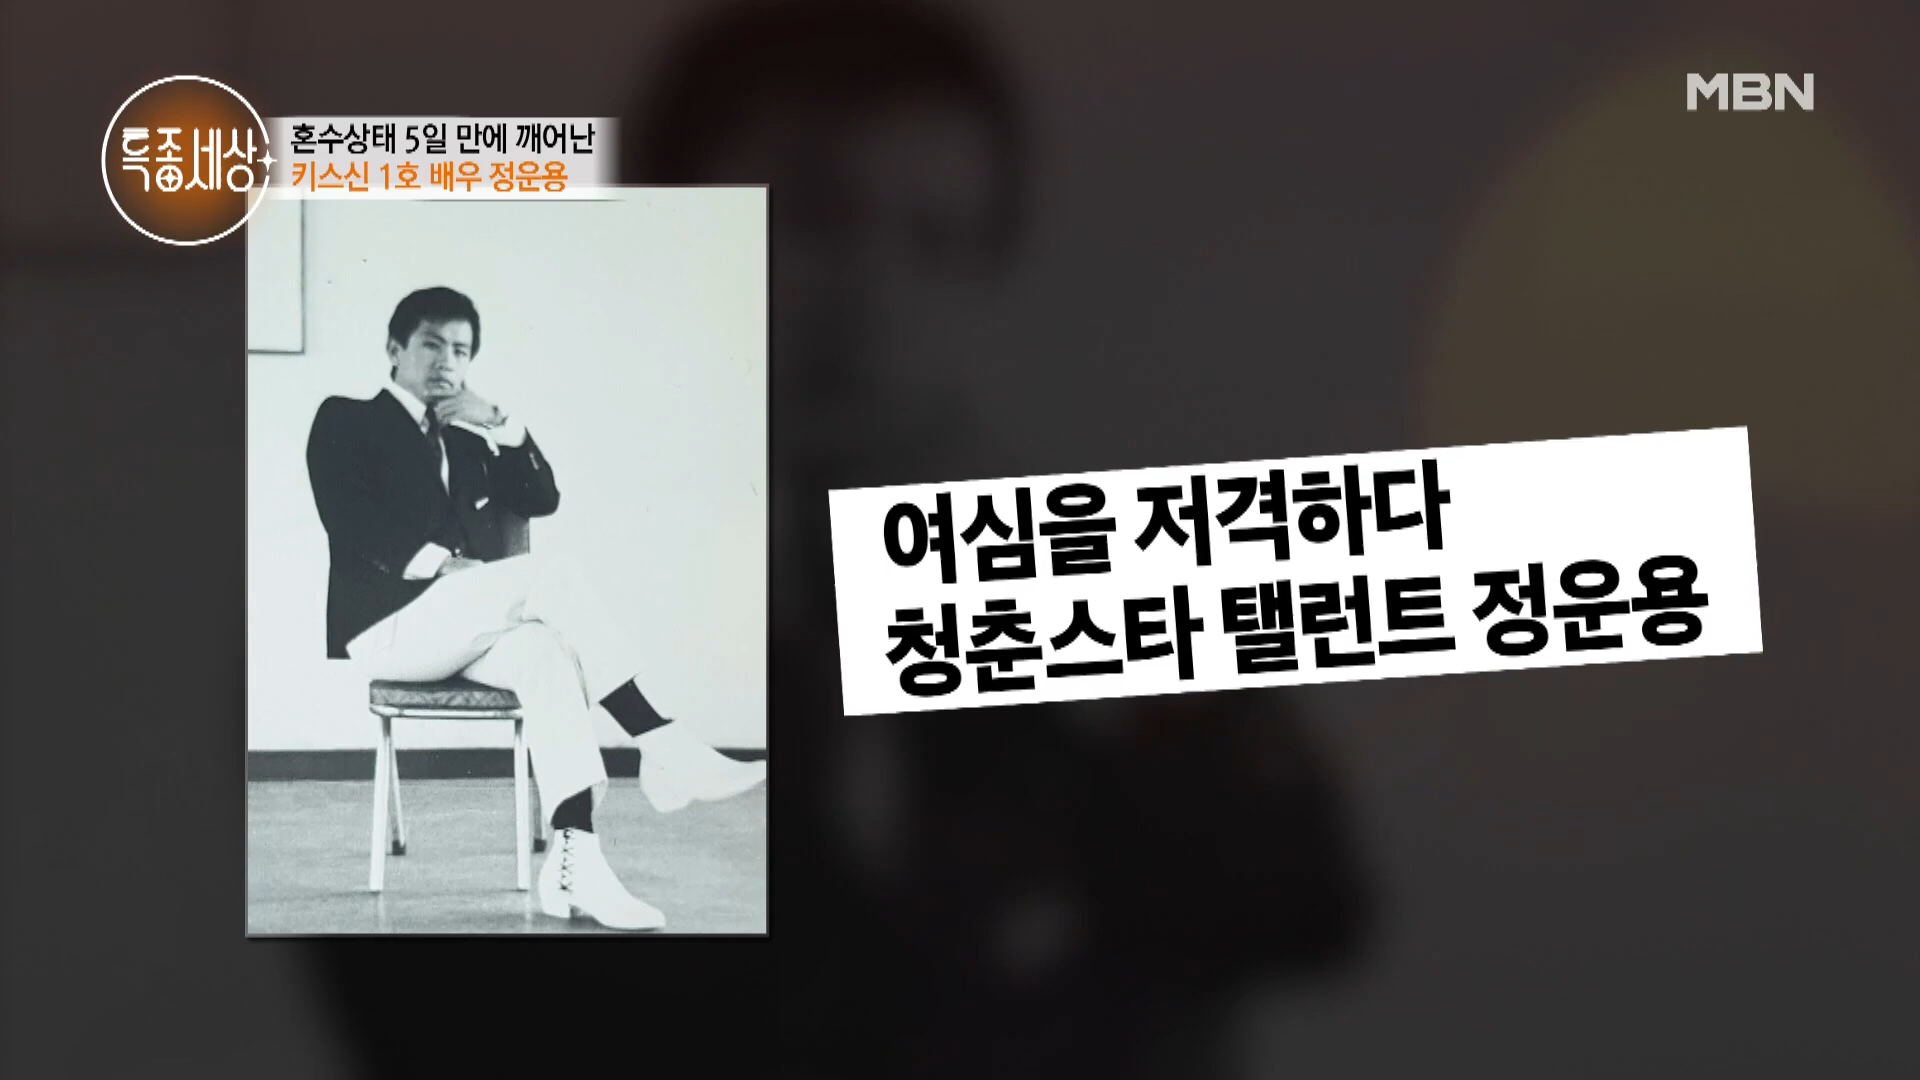 특종세상
혼수상태 5일 만에 깨어난
키스신 1호 배우 정운용
MBN
여심을 저격하다
청춘스타 탤런트 정운용